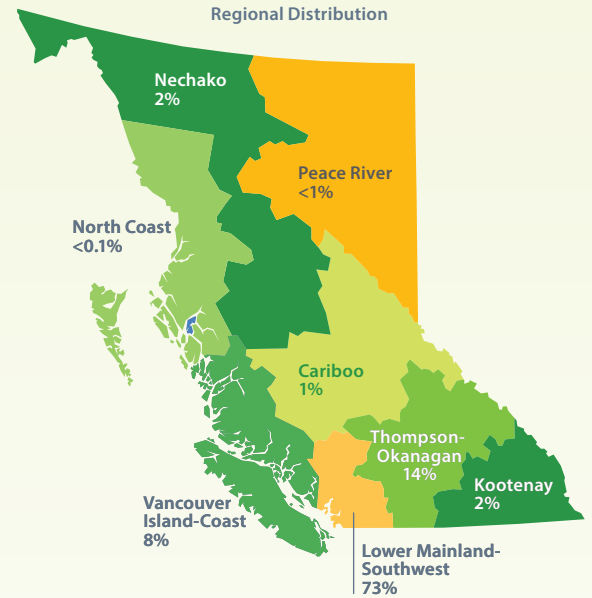 Regional Distribution
Nechako
2%
Peace River
<1%
North Coast
<0.1%
Cariboo
1%
Thompson-
Okanagan
14%
Kootenay
2%
Vancouver
Island-Coast
8%
Lower Mainland-
Southwest
73%